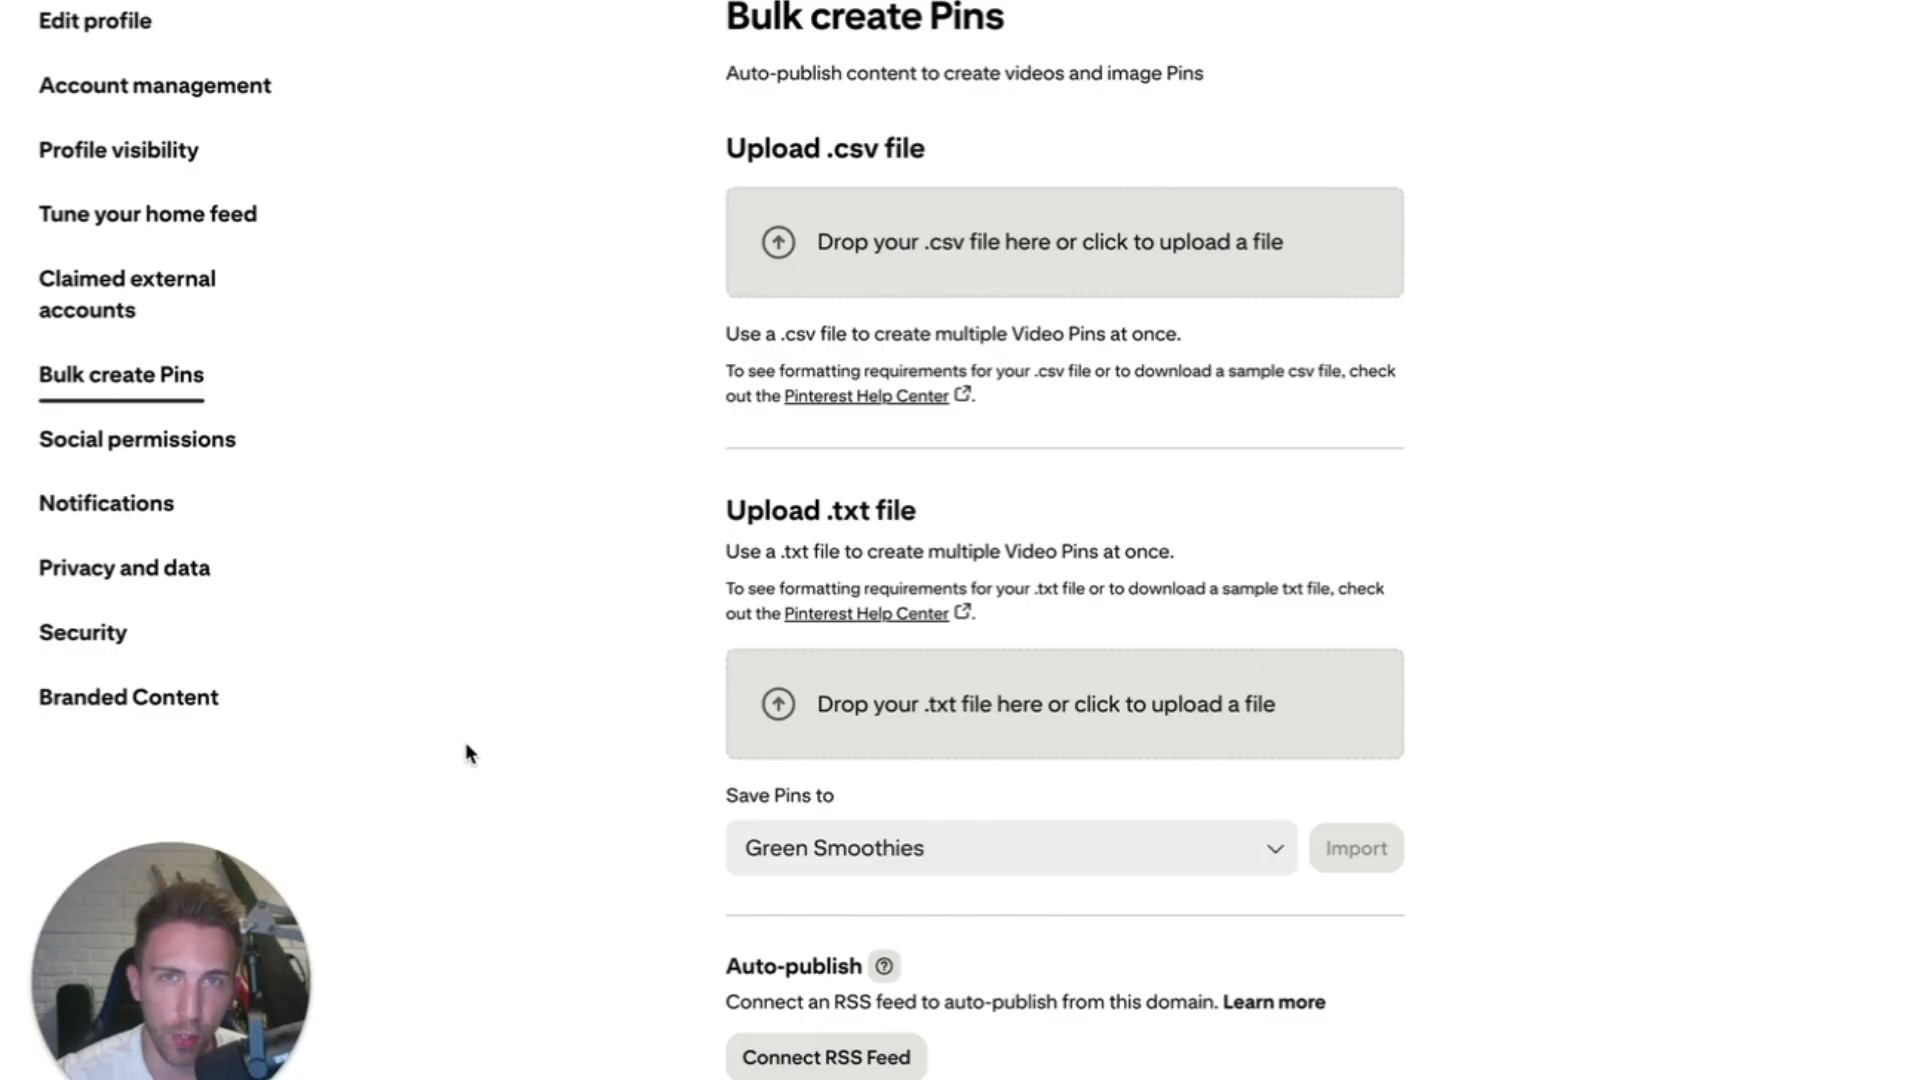 Edit profile
Account management
Profile visibility
Tune your home feed
Claimed external
accounts
Bulk create Pins
Social permissions
Notifications
Privacy and data
Security
Branded Content
Bulk create Pins
Auto-publish content to create videos and image Pins
Upload .csv file
Drop your .csv file here or click to upload a file
Use a .csv file to create multiple Video Pins at once.
To see formatting requirements for your .csv file or to download a sample csv file, check
out the Pinterest Help Center.
Upload .txt file
Use a .txt file to create multiple Video Pins at once.
To see formatting requirements for your .txt file or to download a sample txt file, check
out the Pinterest Help Center.
Drop your .txt file here or click to upload a file
Save Pins to
Green Smoothies
Import
Auto-publish
Connect an RSS feed to auto-publish from this domain. Learn more
Connect RSS Feed